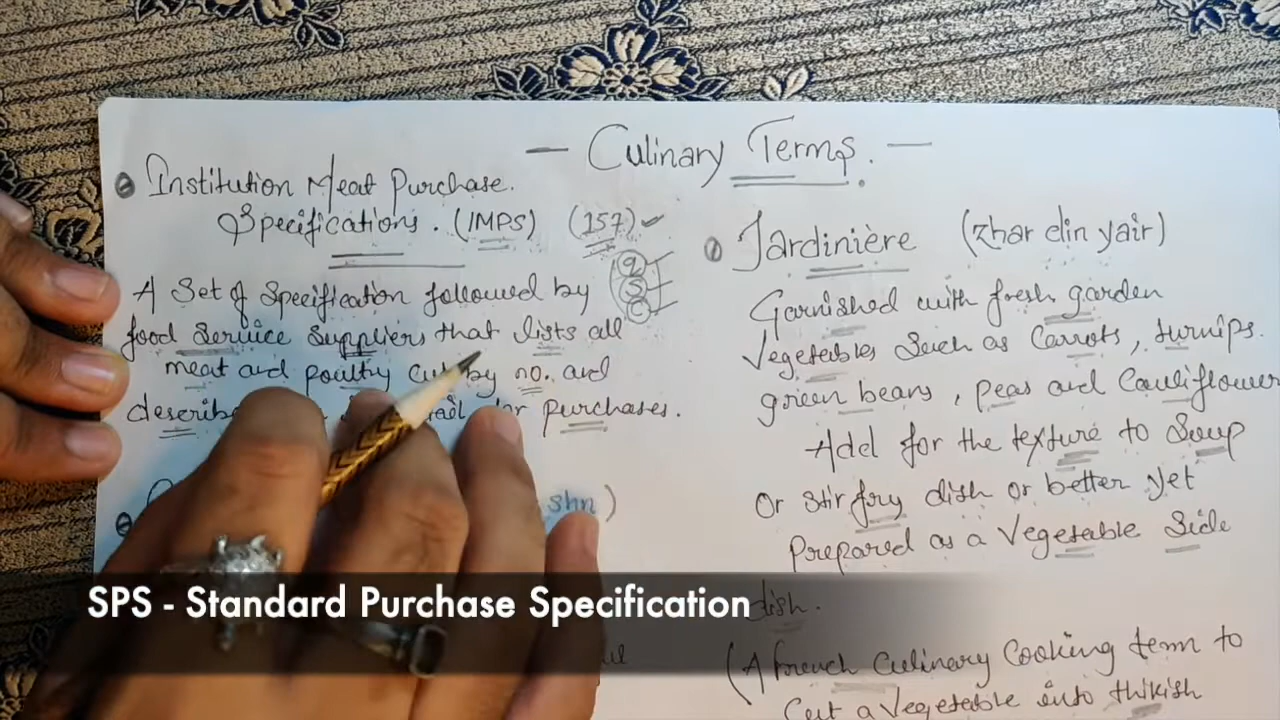 — Culinary Terms. —
Institution Meat Purchase.
Specifications. (IMPS) (157)
A Set of Specification followed by
food Service Suppliers that lists all
meat and poultry by no. and
purchases.
shn)
q
S
C
Jardinière (zhar din yair)
Garnished with fresh garden
Vegetables Such as Carrots, turnips.
green beans, peas and Cauliflower
Add for the texture to Soup
Or stir fry dish or better yet
Prepared as a Vegetable Side
dish.
(A french Culinary Cooking term to
Cut a Vegetable into thikish
SPS - Standard Purchase Specification